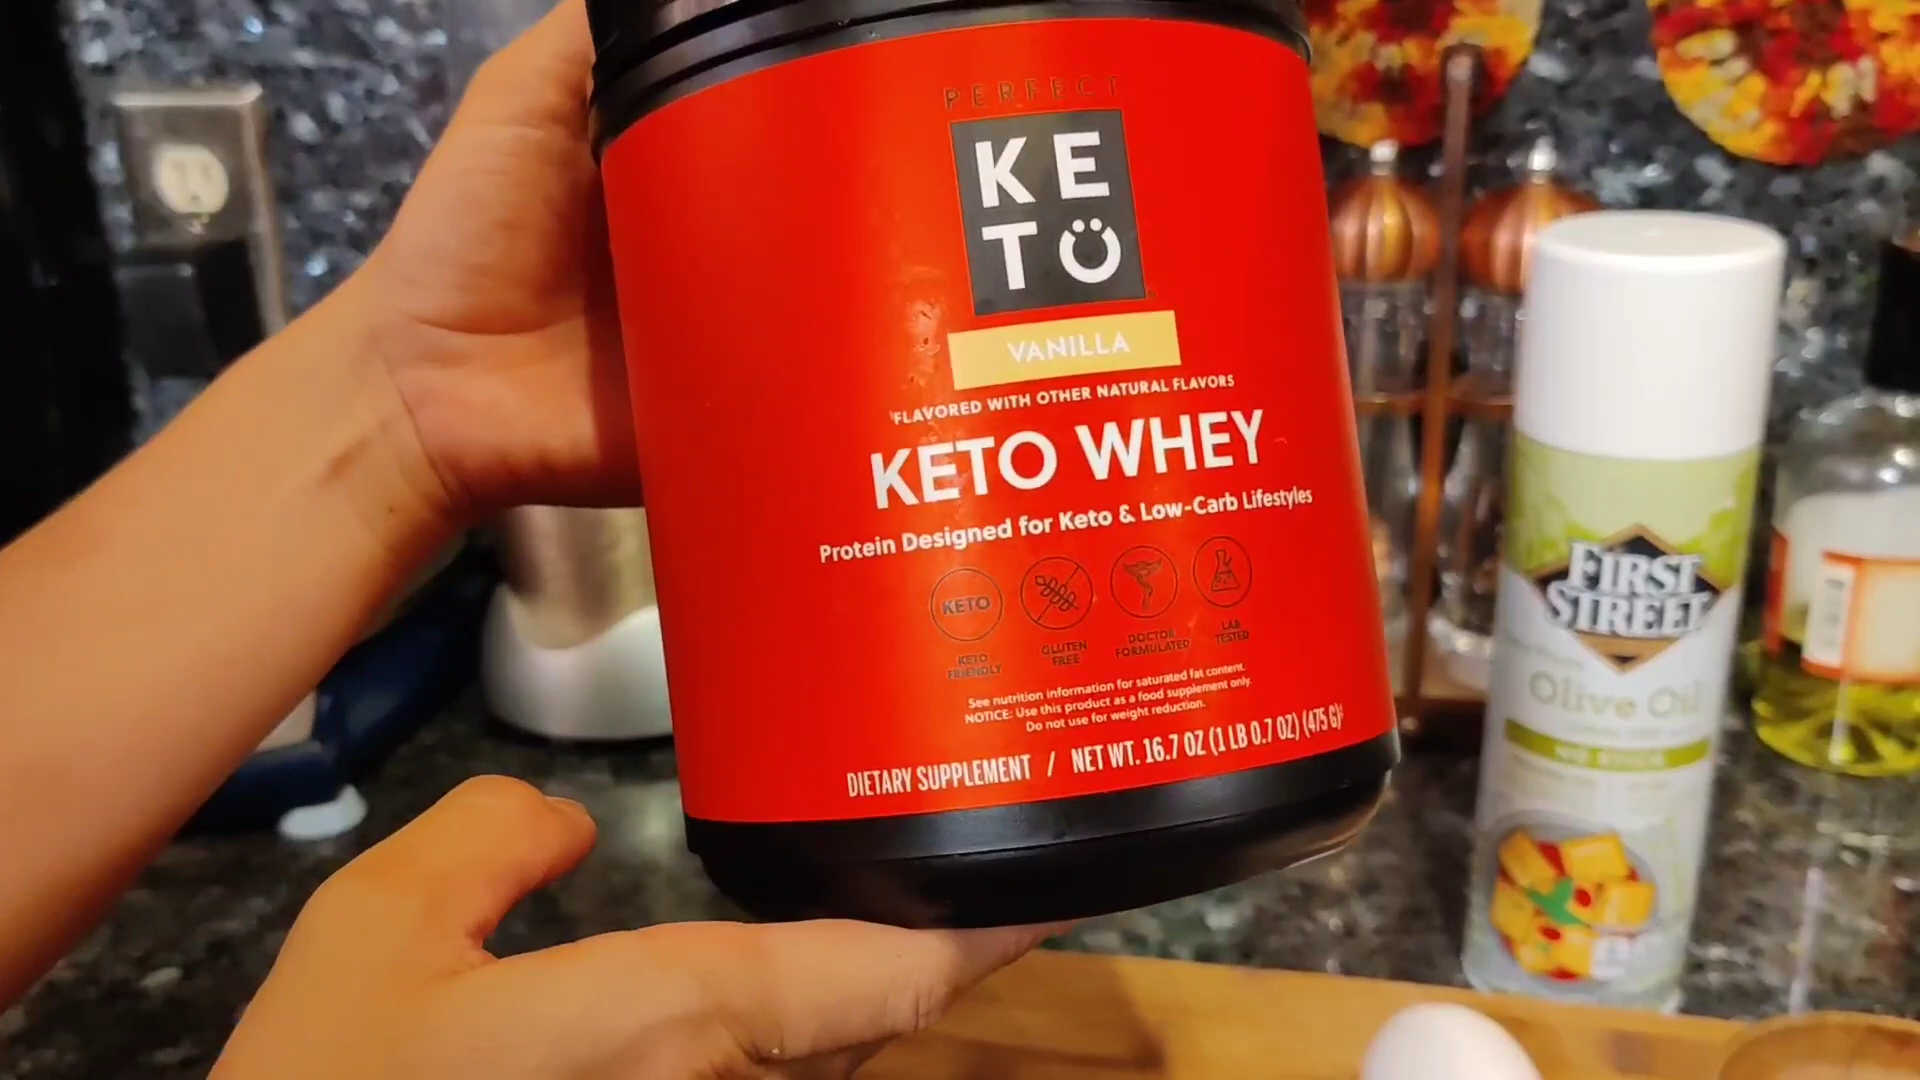 PERFECT
KE
TO
VANILLA
FLAVORED WITH OTHER NATURAL FLAVORS
KETO WHEY
Protein Designed for Keto & Low-Carb Lifestyles
KETO
KETO
FRIENDLY
GLUTEN
FREE
DOCTOR
FORMULATED
LAB
TESTED
See nutrition information for saturated fat content.
NOTICE: Use this product as a food supplement only.
Do not use for weight reduction.
DIETARY SUPPLEMENT / NET WT. 16.7 OZ (1 LB 0.7 OZ) (475 G)
FIRST
STREET
Olive Oil
NO STICK